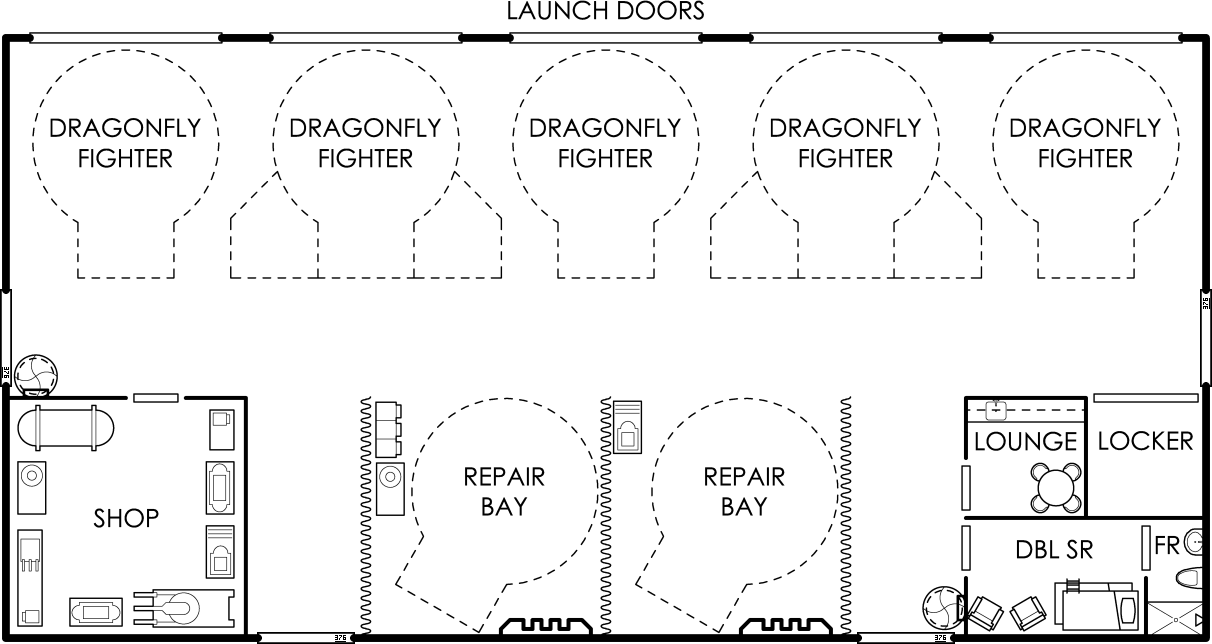 LAUNCH DOORS
DRAGONFLY
FIGHTER
DRAGONFLY
FIGHTER
DRAGONFLY
FIGHTER
DRAGONFLY
FIGHTER
DRAGONFLY
FIGHTER
376
376
SHOP
REPAIR
BAY
REPAIR
BAY
LOUNGE
LOCKER
DBL SR
FR
376
376